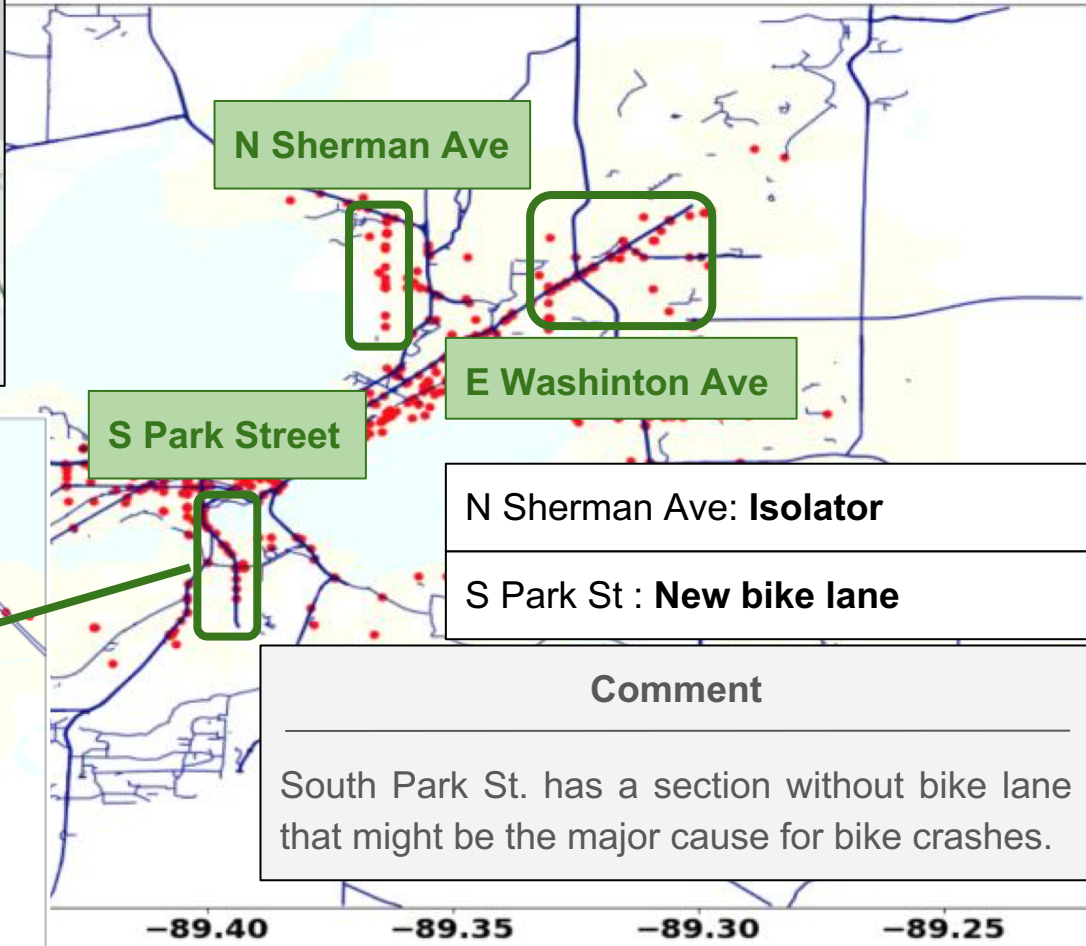 N Sherman Ave
E Washinton Ave
S Park Street
N Sherman Ave: Isolator
S Park St : New bike lane
Comment
South Park St. has a section without bike lane
that might be the major cause for bike crashes.
−89.40 −89.35 −89.30 −89.25